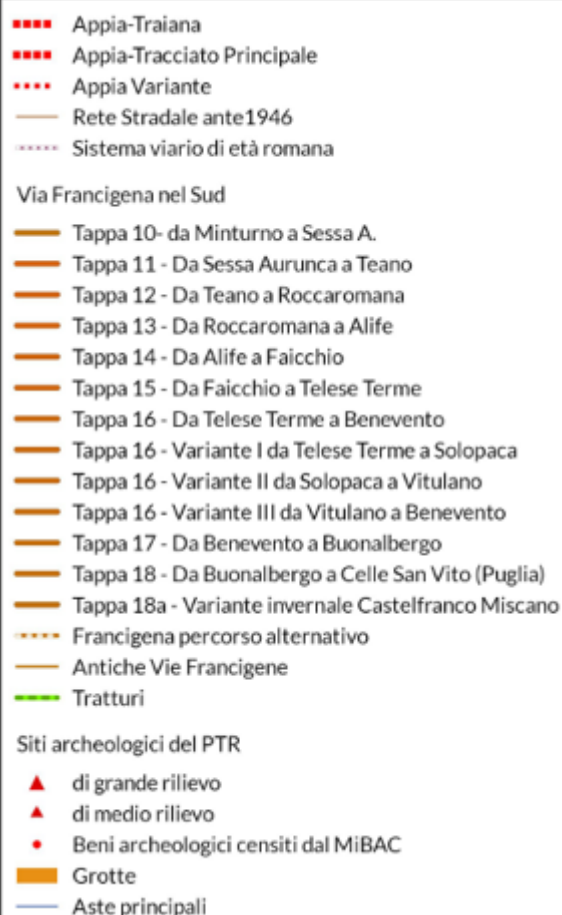 Appia-Traiana
Appia-Tracciato Principale
Appia Variante
Rete Stradale ante1946
Sistema viario di età romana
Via Francigena nel Sud
Tappa 10- da Minturno a Sessa A.
Tappa 11 - Da Sessa Aurunca a Teano
Tappa 12 - Da Teano a Roccaromana
Tappa 13 - Da Roccaromana a Alife
Tappa 14 - Da Alife a Faicchio
Tappa 15 - Da Faicchio a Telese Terme
Tappa 16 - Da Telese Terme a Benevento
Tappa 16 - Variante I da Telese Terme a Solopaca
Tappa 16 - Variante II da Solopaca a Vitulano
Tappa 16 - Variante III da Vitulano a Benevento
Tappa 17 - Da Benevento a Buonalbergo
Tappa 18 - Da Buonalbergo a Celle San Vito (Puglia)
Tappa 18a - Variante invernale Castelfranco Miscano
Francigena percorso alternativo
Antiche Vie Francigene
Tratturi
Siti archeologici del PTR
di grande rilievo
di medio rilievo
Beni archeologici censiti dal MiBAC
Grotte
Aste principali